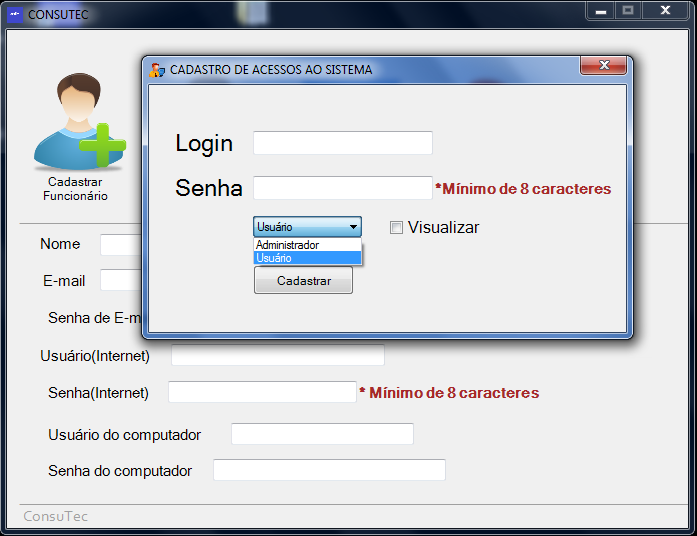 CONSUTEC
CADASTRO DE ACESSOS AO SISTEMA
Login
Senha
*Mínimo de 8 caracteres
Usuário
Visualizar
Administrador
Usuário
Cadastrar
Cadastrar
Funcionário
Nome
E-mail
Senha de E-m
Usuário(Internet)
Senha(Internet)
* Mínimo de 8 caracteres
Usuário do computador
Senha do computador
ConsuTec